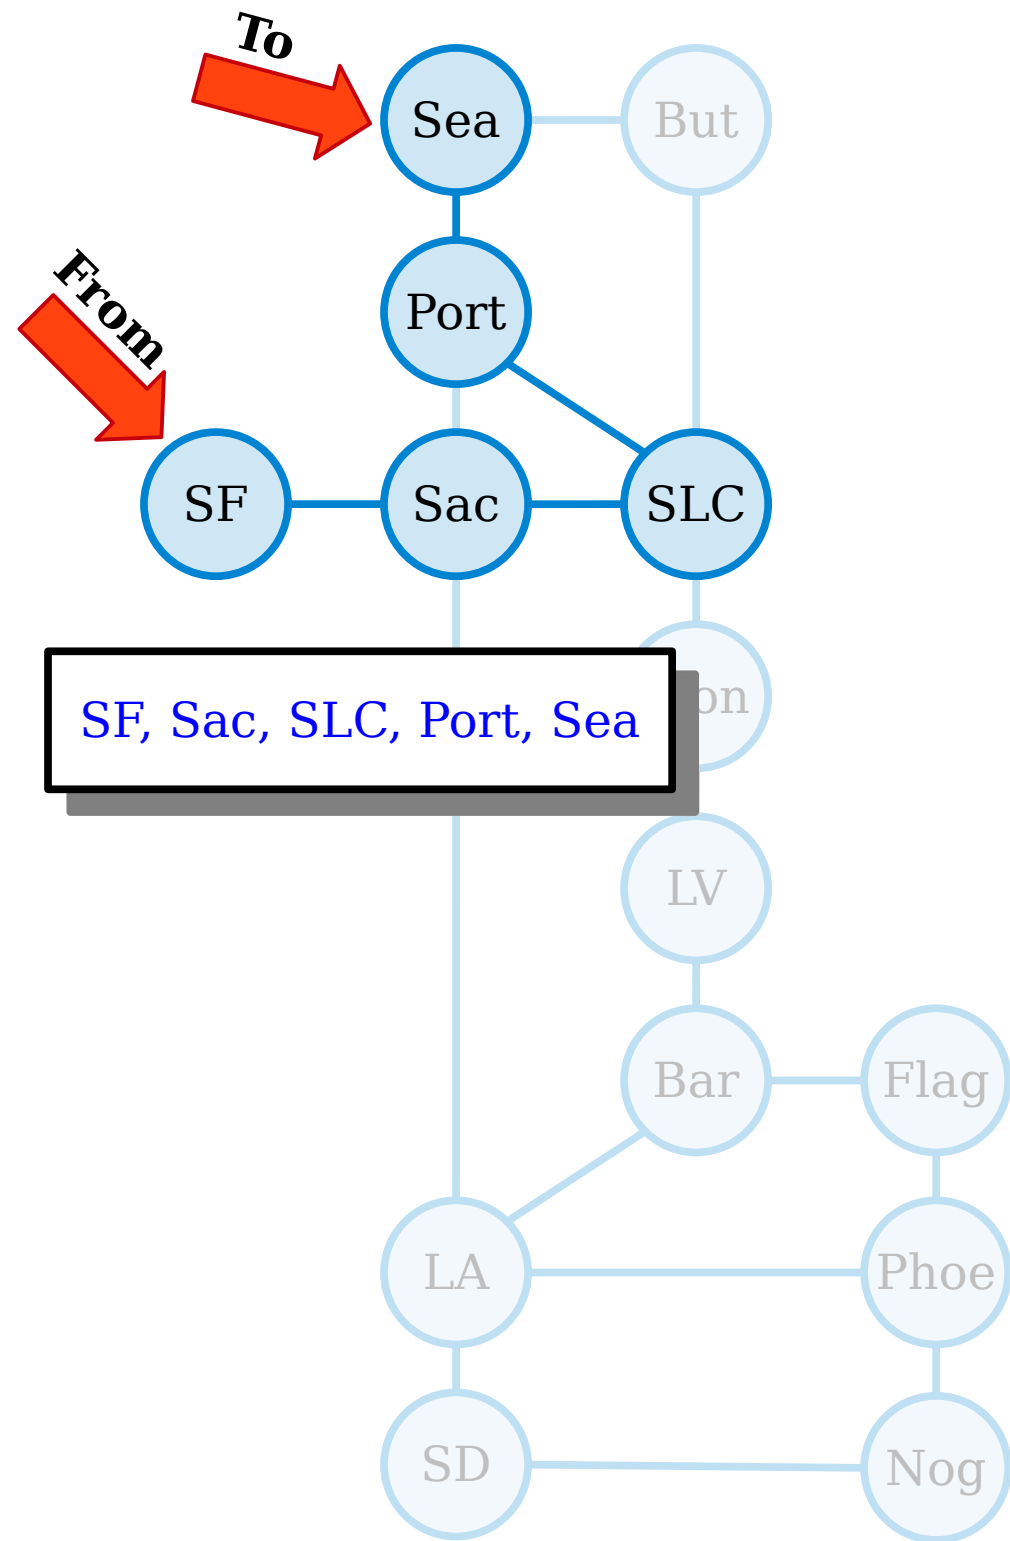 To
Sea
But
From
Port
SF
Sac
SLC
SF, Sac, SLC, Port, Sea
LV
Bar
Flag
LA
Phoe
SD
Nog